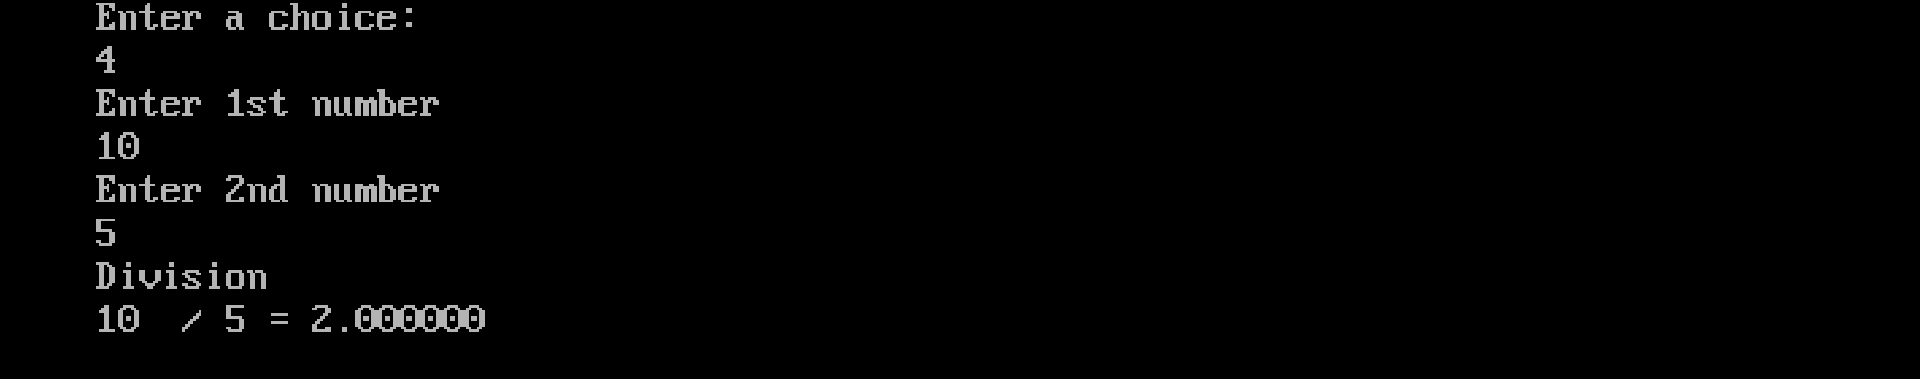 Enter a choice:
4
Enter 1st number
10
Enter 2nd number
5
Division
10  / 5 = 2.000000